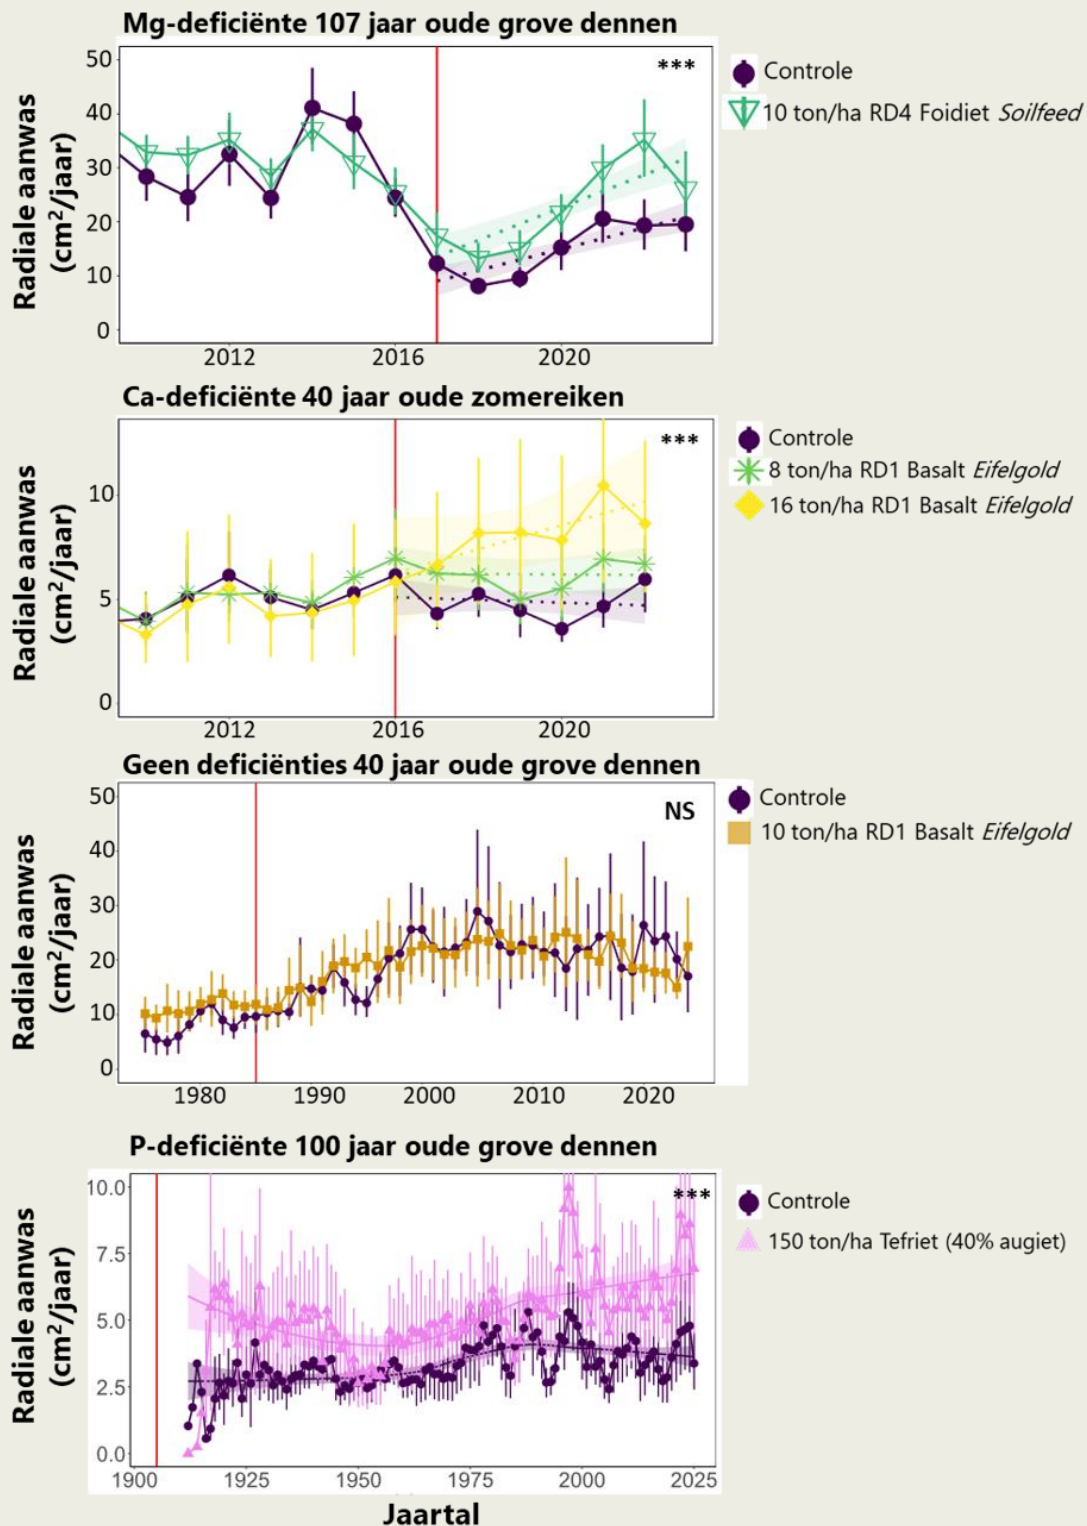 Mg-deficiënte 107 jaar oude grove dennen
Radiale aanwas
(cm²/jaar)
50
40
30
20
10
0
***
2012
2016
2020
Controle
10 ton/ha RD4 Foidiet Soilfeed
Ca-deficiënte 40 jaar oude zomereiken
Radiale aanwas
(cm²/jaar)
10
5
0
***
2012
2016
2020
Controle
8 ton/ha RD1 Basalt Eifelgold
16 ton/ha RD1 Basalt Eifelgold
Geen deficiënties 40 jaar oude grove dennen
Radiale aanwas
(cm²/jaar)
50
40
30
20
10
0
NS
1980
1990
2000
2010
2020
Controle
10 ton/ha RD1 Basalt Eifelgold
P-deficiënte 100 jaar oude grove dennen
Radiale aanwas
(cm²/jaar)
10.0
7.5
5.0
2.5
0.0
***
1900
1925
1950
1975
2000
2025
Controle
150 ton/ha Tefriet (40% augiet)
Jaartal